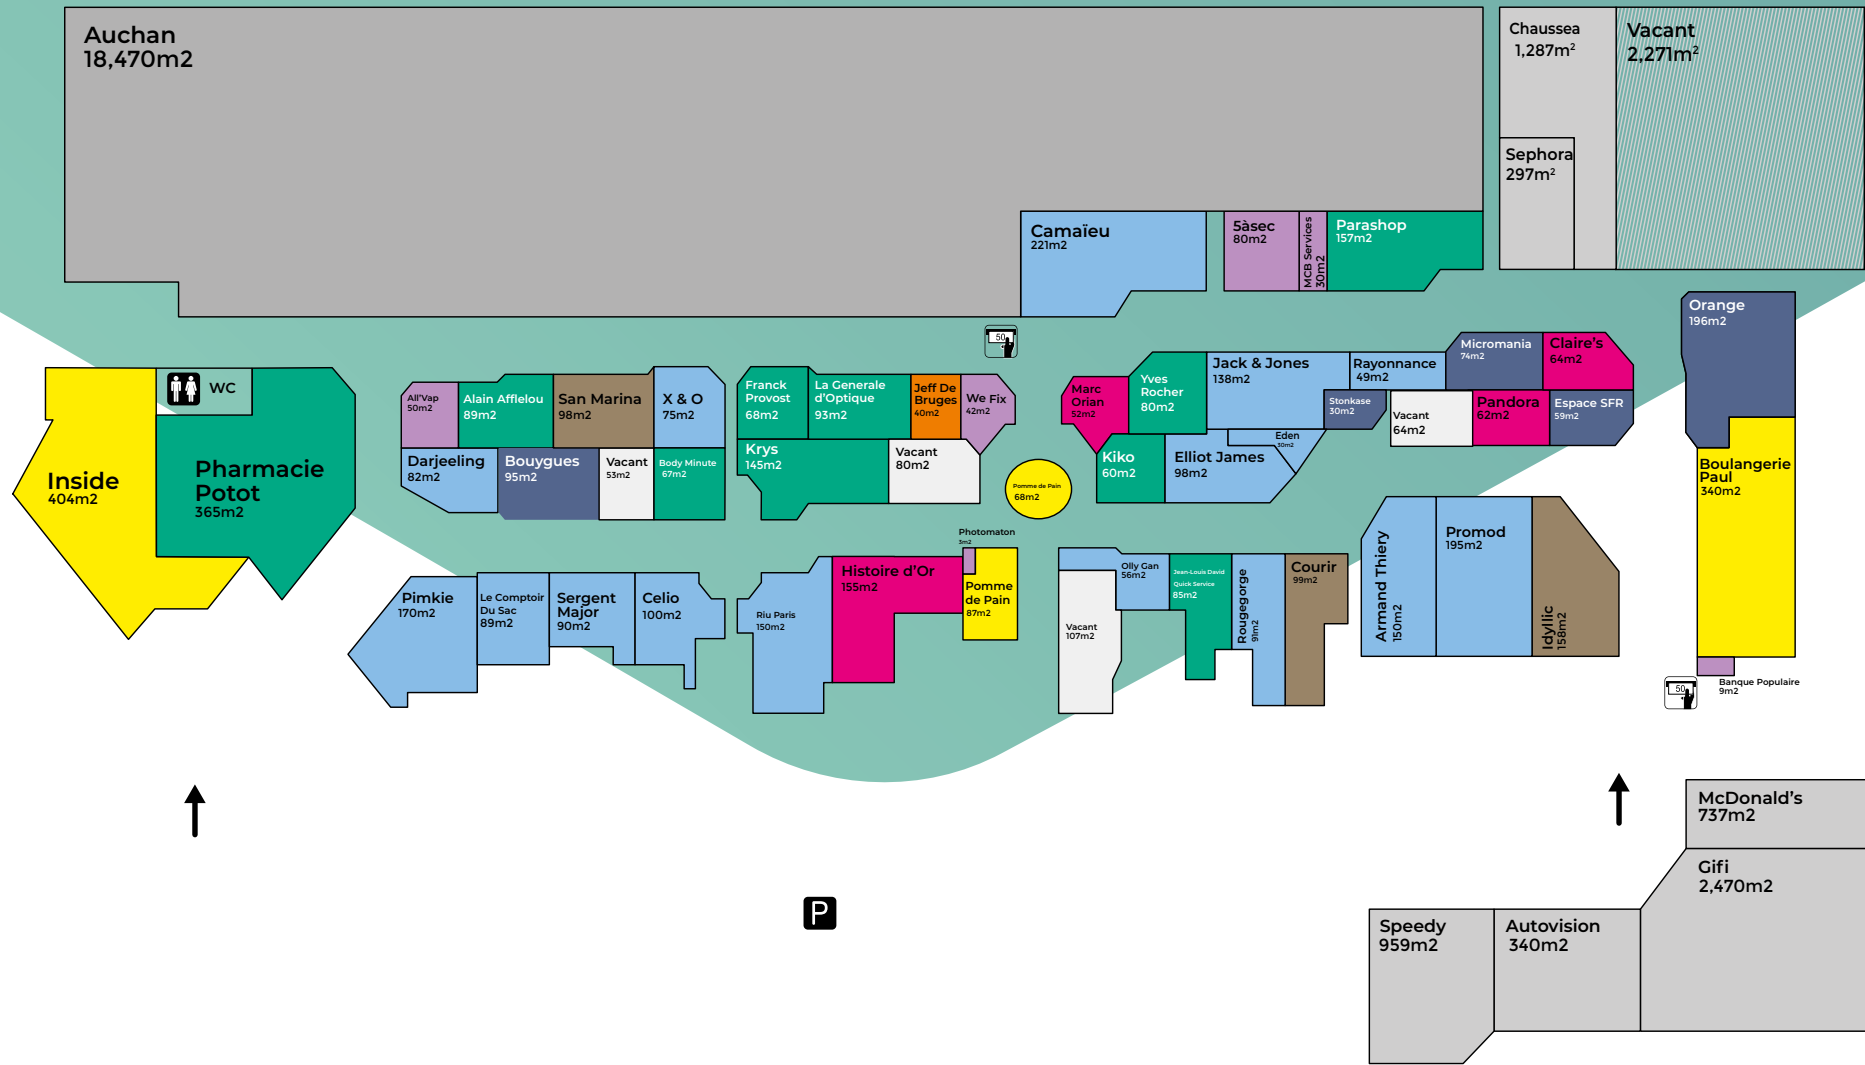 Auchan
18,470m2
Chaussea
1,287m²
Vacant
2,271m²
Sephora
297m²
Camaïeu
221m2
5àsec
80m2
MCB Services
30m2
Parashop
157m2
Orange
196m2
50
WC
Inside
404m2
Pharmacie
Potot
365m2
All'Vap
50m2
Alain Afflelou
89m2
San Marina
98m2
X & O
75m2
Darjeeling
82m2
Bouygues
95m2
Vacant
53m2
Body Minute
67m2
Franck
Provost
68m2
La Generale
d'Optique
93m2
Jeff De
Bruges
40m2
We Fix
42m2
Krys
145m2
Vacant
80m2
Pomme de Pain
68m2
Marc
Orian
52m2
Yves
Rocher
80m2
Jack & Jones
138m2
Rayonnance
49m2
Micromania
74m2
Claire's
64m2
Stonkase
30m2
Vacant
64m2
Pandora
62m2
Espace SFR
59m2
Kiko
60m2
Elliot James
98m2
Eden
30m2
Boulangerie
Paul
340m2
Pimkie
170m2
Le Comptoir
Du Sac
89m2
Sergent
Major
90m2
Celio
100m2
Riu Paris
150m2
Histoire d'Or
155m2
Photomaton
3m2
Pomme
de Pain
87m2
Vacant
107m2
Olly Gan
56m2
Jean-Louis David
Quick Service
85m2
Rougegorge
91m2
Courir
99m2
Armand Thiery
150m2
Promod
195m2
Idyllic
158m2
Banque Populaire
9m2
50
P
McDonald's
737m2
Gifi
2,470m2
Speedy
959m2
Autovision
340m2